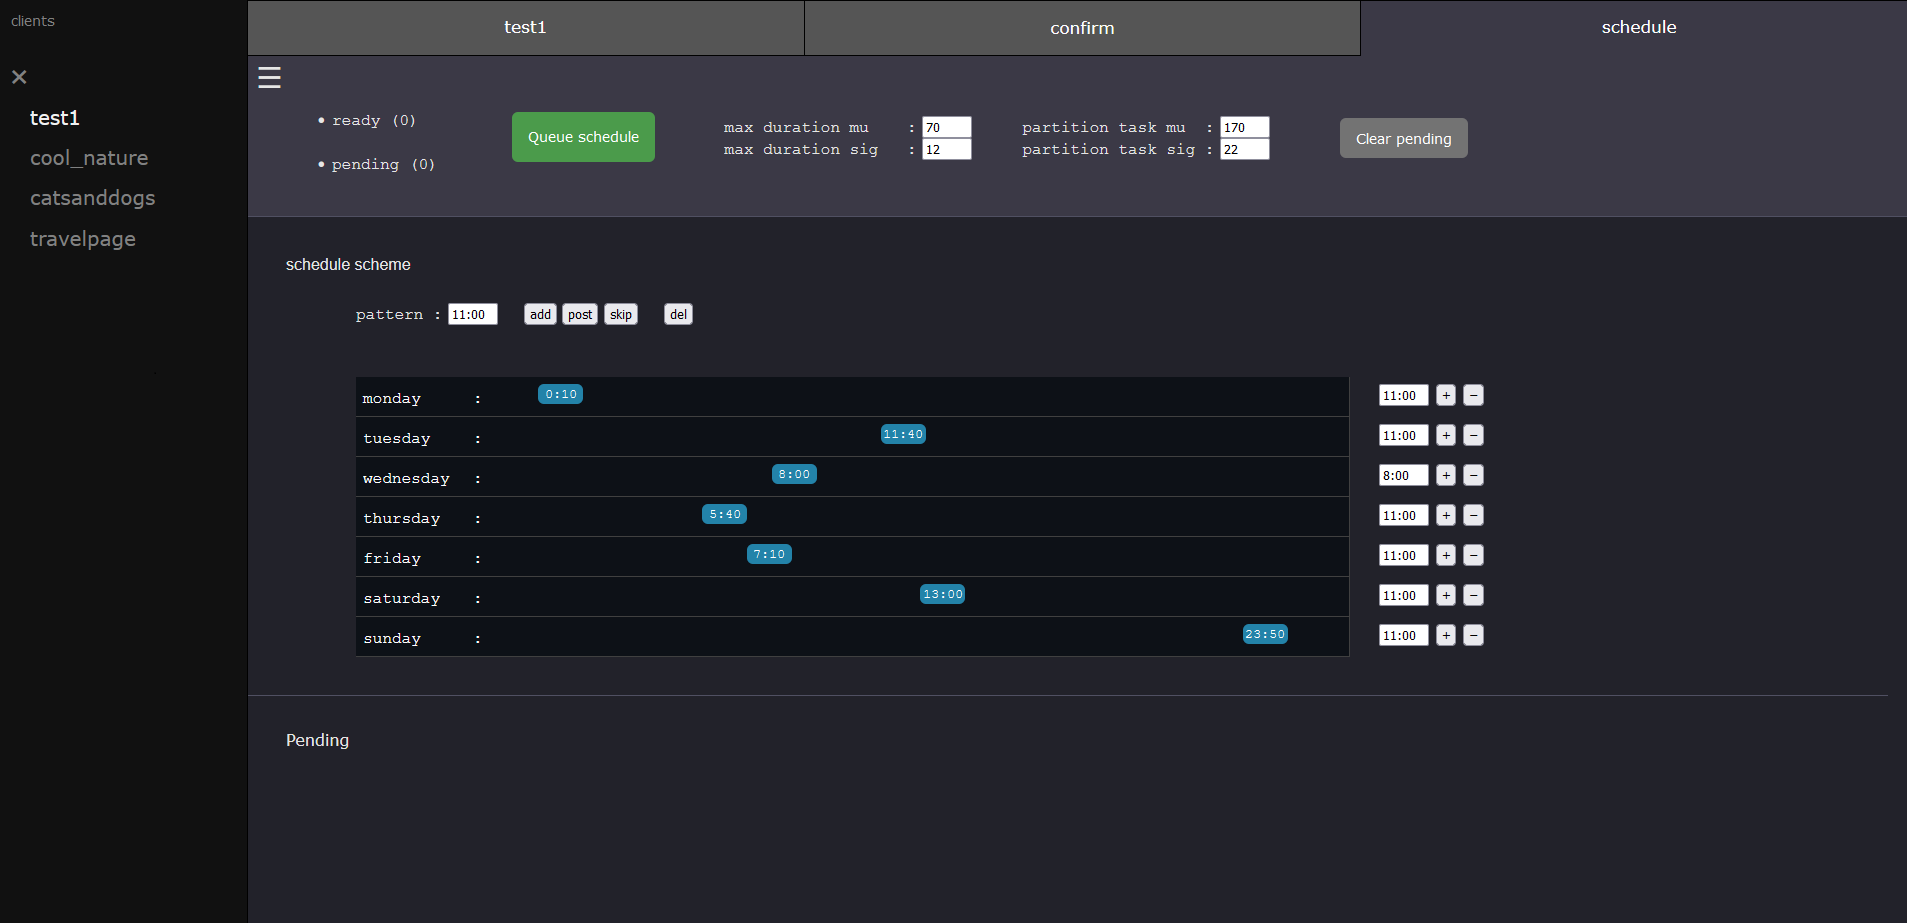 clients
test1 confirm schedule
✕
☰
test1
cool_nature
catsanddogs
travelpage
• ready (0)
• pending (0)
Queue schedule
max duration mu : 70
max duration sig : 12
partition task mu : 170
partition task sig : 22
Clear pending
schedule scheme
pattern : 11:00 add post skip del
monday : 0:10 11:00 + −
tuesday : 11:40 11:00 + −
wednesday : 8:00 8:00 + −
thursday : 5:40 11:00 + −
friday : 7:10 11:00 + −
saturday : 13:00 11:00 + −
sunday : 23:50 11:00 + −
Pending